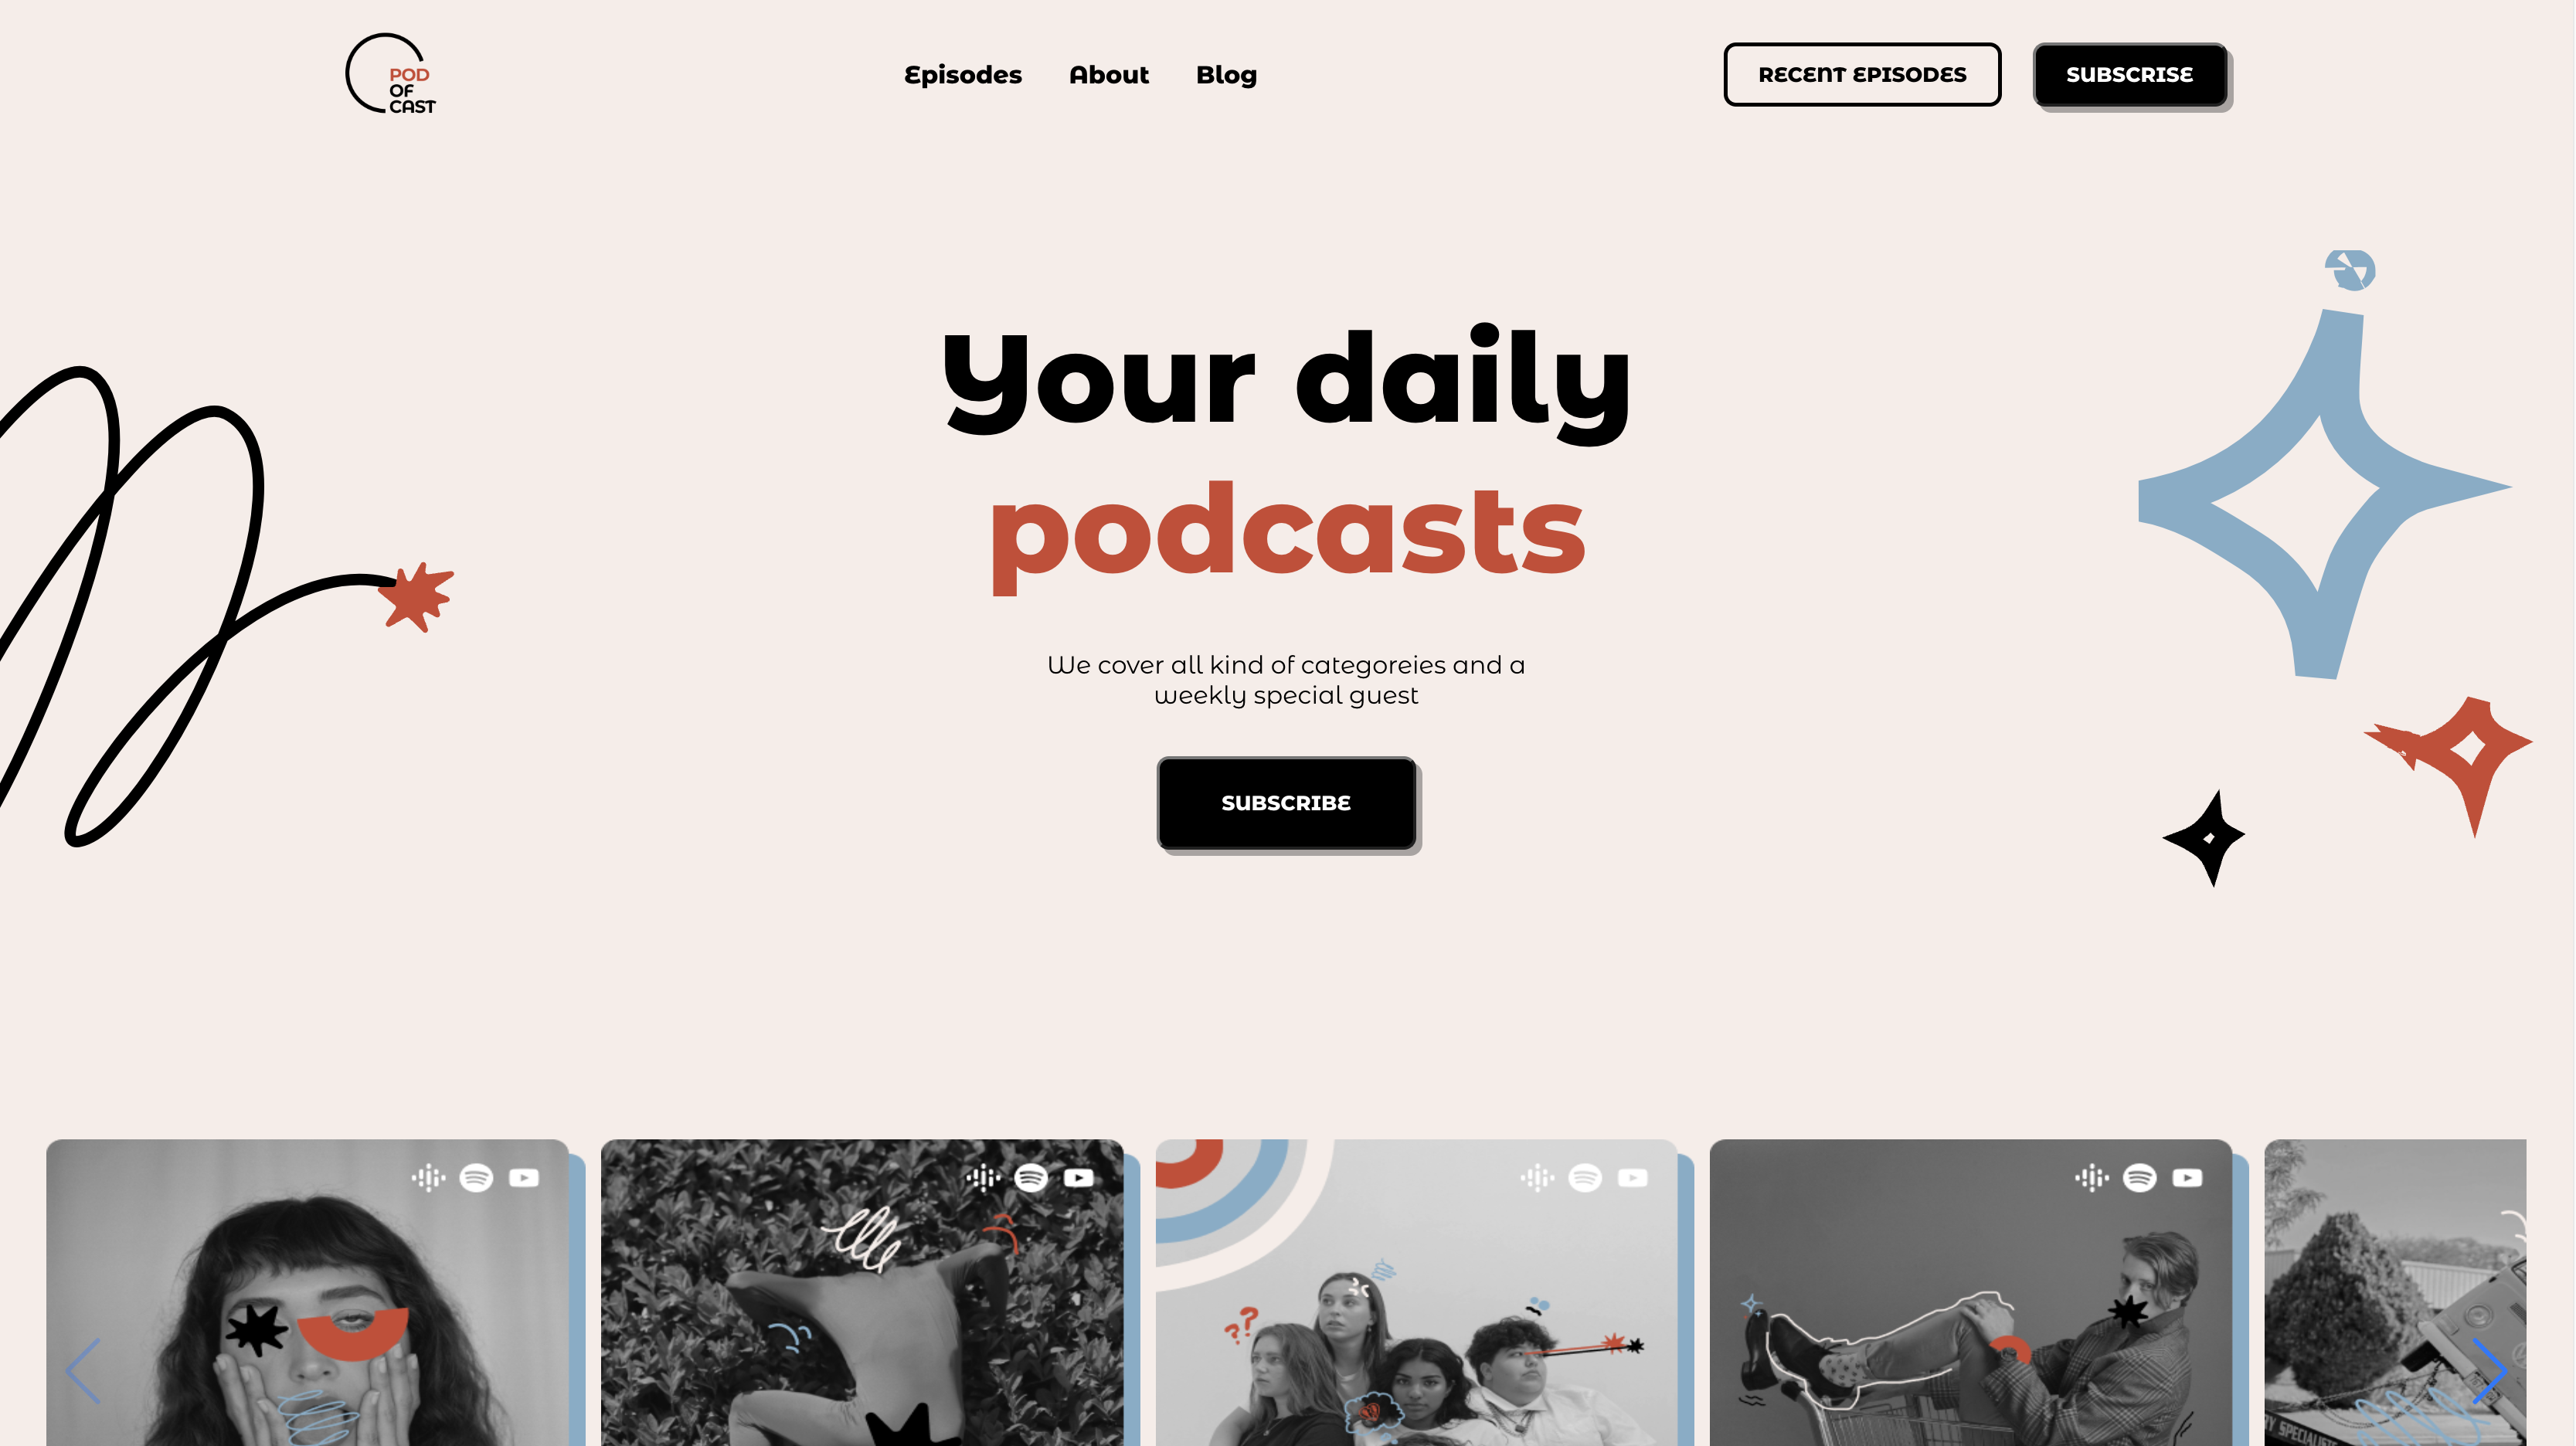 POD
OF
CAST
Episodes About Blog
RECENT EPISODES
SUBSCRISE
Your daily
podcasts
We cover all kind of categoreies and a
weekly special guest
SUBSCRIBE
??